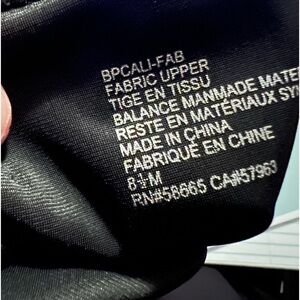 BPCALI-FAB
FABRIC UPPER
TIGE EN TISSU
BALANCE MANMADE MATE
RESTE EN MATÉRIAUX SYN
MADE IN CHINA
FABRIQUÉ EN CHINE
8½M
RN#58665 CA#57963